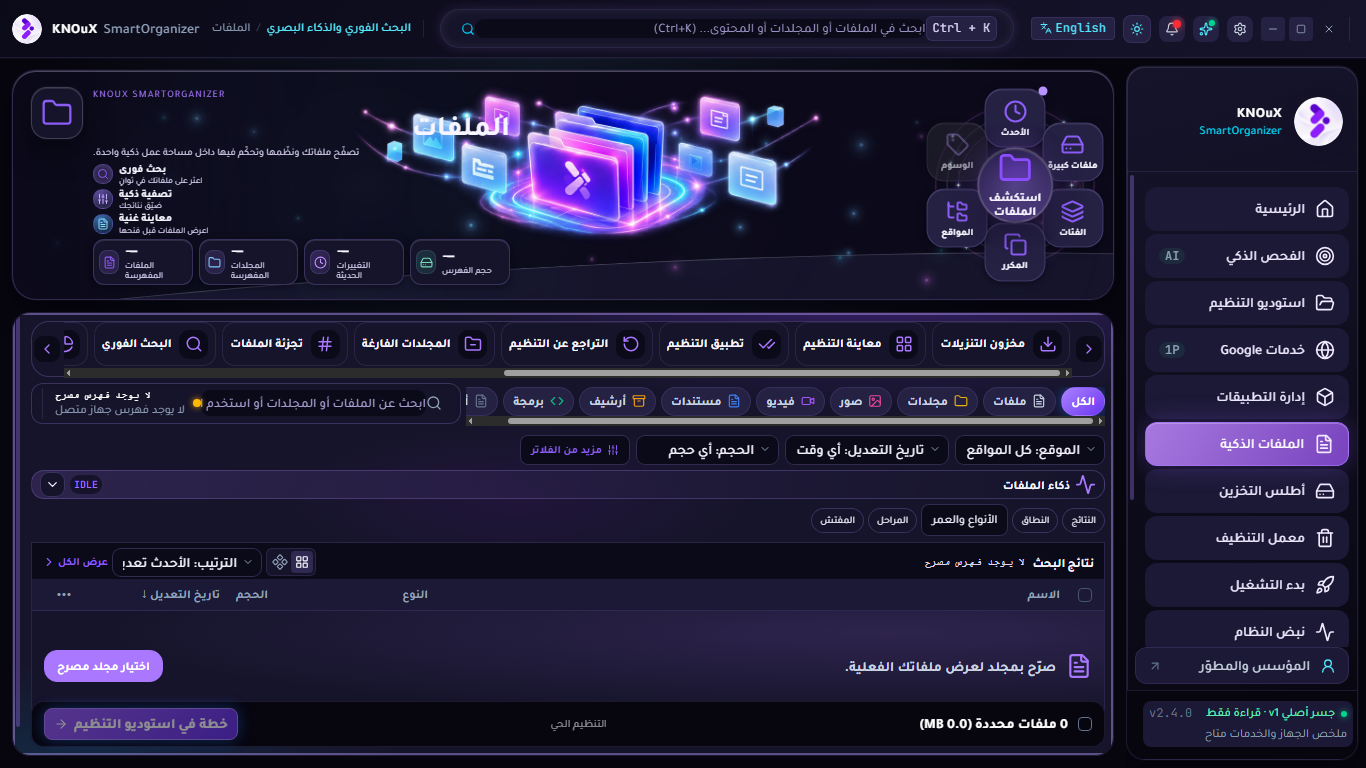 KNOuX SmartOrganizer
الملفات / البحث الفوري والذكاء البصري
ابحث في الملفات أو المجلدات أو المحتوى... (Ctrl+K)
Ctrl + K
English
KNOUX SMARTORGANIZER
الملفات
تصفّح ملفاتك ونظّمها وتحكّم فيها داخل مساحة عمل ذكية واحدة.
بحث فوري
اعثر على ملفاتك في ثوانٍ
تصفية ذكية
ضيّق نتائجك
معاينة غنية
اعرض الملفات قبل فتحها
—
الملفات المفهرسة
—
المجلدات المفهرسة
—
التغييرات الحديثة
—
حجم الفهرس
الأحدث
ملفات كبيرة
الوسوم
استكشف الملفات
الفئات
المواقع
المكرر
KNOuX
SmartOrganizer
الرئيسية
الفحص الذكي AI
استوديو التنظيم
خدمات Google 1P
إدارة التطبيقات
الملفات الذكية
أطلس التخزين
معمل التنظيف
بدء التشغيل
نبض النظام
المؤسس والمطوّر
جسر أصلي v1 · قراءة فقط v2.4.0
ملخص الجهاز والخدمات متاح
مخزون التنزيلات
معاينة التنظيم
تطبيق التنظيم
التراجع عن التنظيم
المجلدات الفارغة
تجزئة الملفات
البحث الفوري
الكل
ملفات
مجلدات
صور
فيديو
مستندات
أرشيف
برمجة
ابحث عن الملفات أو المجلدات أو استخدم
لا يوجد فهرس مصرح
لا يوجد فهرس جهاز متصل
الموقع: كل المواقع
تاريخ التعديل: أي وقت
الحجم: أي حجم
مزيد من الفلاتر
ذكاء الملفات
IDLE
النتائج
النطاق
الأنواع والعمر
المراحل
المفتش
نتائج البحث لا يوجد فهرس مصرح
الترتيب: الأحدث
عرض الكل
الاسم
النوع
الحجم
تاريخ التعديل ↓
•••
صرّح بمجلد لعرض ملفاتك الفعلية.
اختيار مجلد مصرح
0 ملفات محددة (0.0 MB)
التنظيم الحي
خطة في استوديو التنظيم